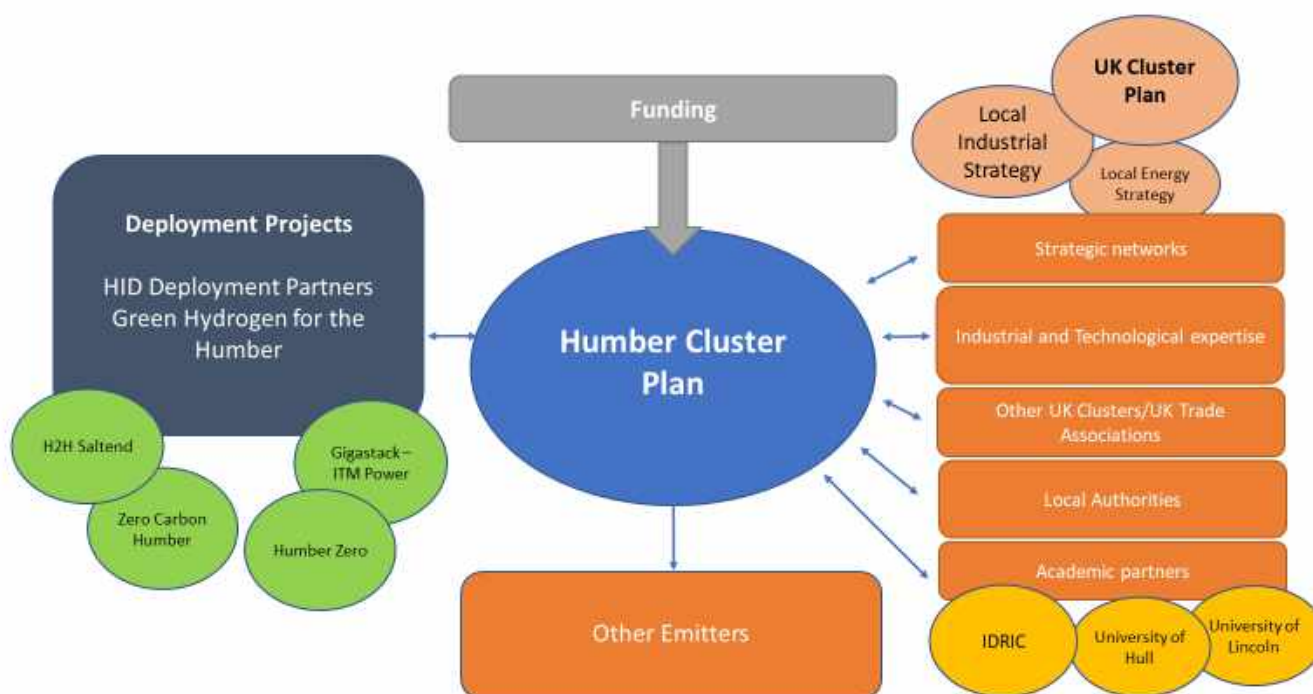 Funding
UK Cluster
Plan
Local
Industrial
Strategy
Local Energy
Strategy
Deployment Projects
HID Deployment Partners
Green Hydrogen for the
Humber
H2H Saltend
Gigastack –
ITM Power
Zero Carbon
Humber
Humber Zero
Humber Cluster
Plan
Other Emitters
Strategic networks
Industrial and Technological expertise
Other UK Clusters/UK Trade
Associations
Local Authorities
Academic partners
IDRIC
University of
Hull
University of
Lincoln